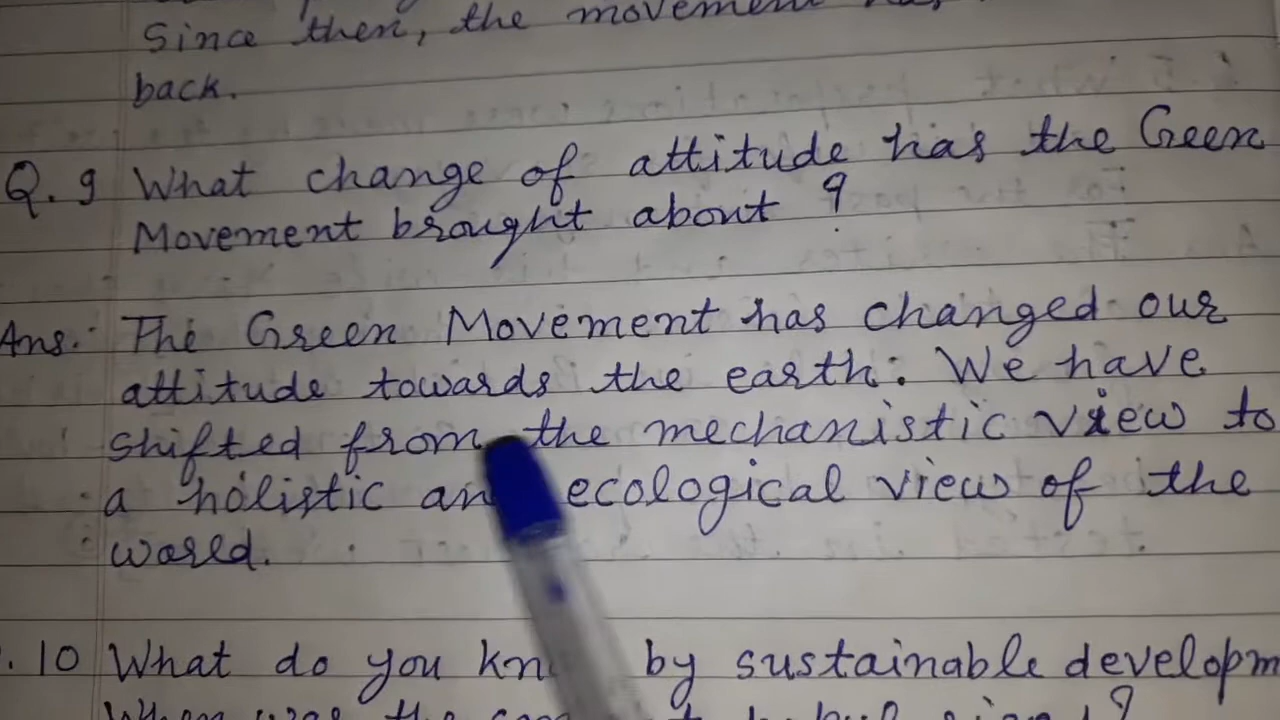 Since then, the movement
back.
Q. 9 What change of attitude has the Green
Movement brought about ?
Ans: The Green Movement has changed our
attitude towards the earth. We have
shifted from the mechanistic view to
a holistic an ecological view of the
world.
. 10 What do you kn by sustainable developm